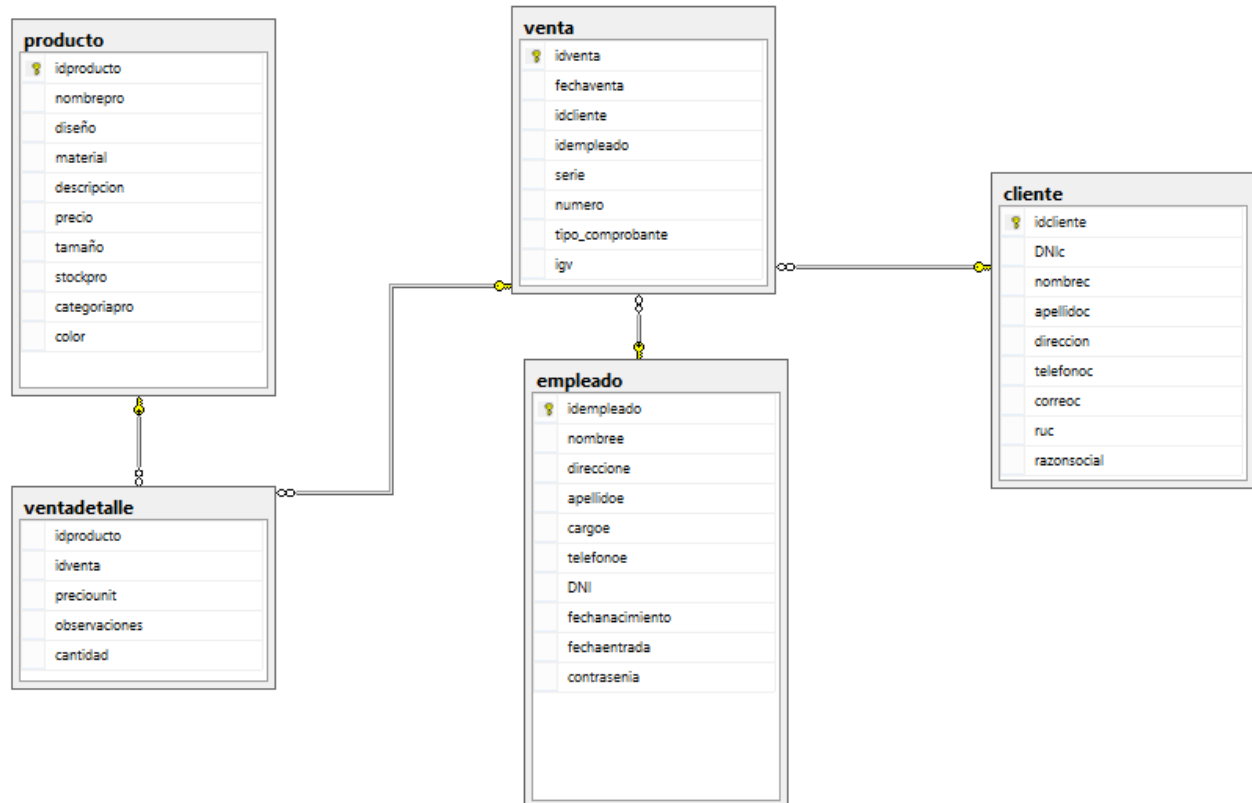 producto
idproducto
nombrepro
diseño
material
descripcion
precio
tamaño
stockpro
categoriapro
color
venta
idventa
fechaventa
idcliente
idempleado
serie
numero
tipo_comprobante
igv
cliente
idcliente
DNIc
nombrec
apellidoc
direccion
telefonoc
correoc
ruc
razonsocial
ventadetalle
idproducto
idventa
preciounit
observaciones
cantidad
empleado
idempleado
nombree
direccione
apellidoe
cargoe
telefonoe
DNI
fechanacimiento
fechaentrada
contrasenia